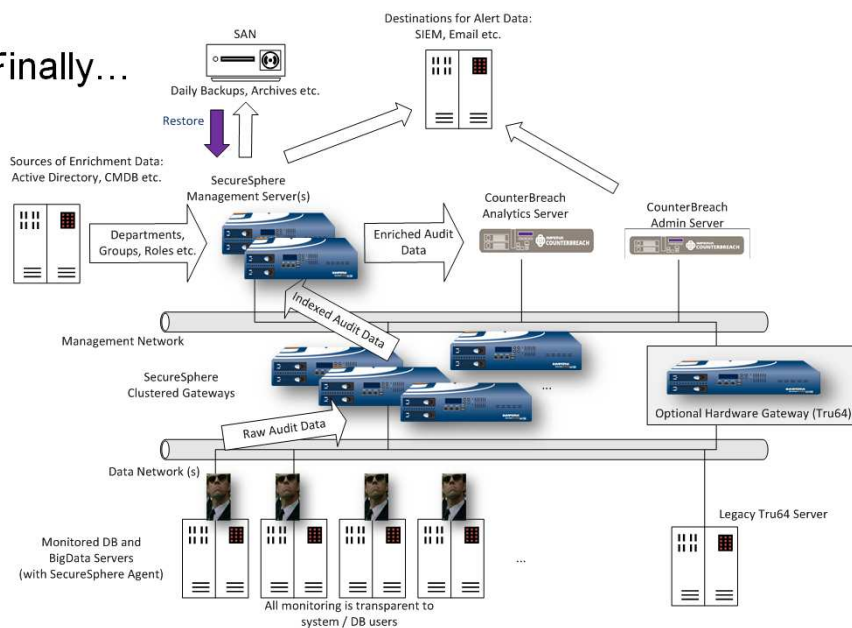 Finally…
SAN
Daily Backups, Archives etc.
Restore
Destinations for Alert Data:
SIEM, Email etc.
Sources of Enrichment Data:
Active Directory, CMDB etc.
Departments,
Groups, Roles etc.
SecureSphere
Management Server(s)
Enriched Audit
Data
CounterBreach
Analytics Server
COUNTERBREACH
CounterBreach
Admin Server
COUNTERBREACH
Indexed Audit Data
Management Network
SecureSphere
Clustered Gateways
...
Optional Hardware Gateway (Tru64)
Raw Audit Data
Data Network (s)
Monitored DB and
BigData Servers
(with SecureSphere Agent)
...
Legacy Tru64 Server
All monitoring is transparent to
system / DB users